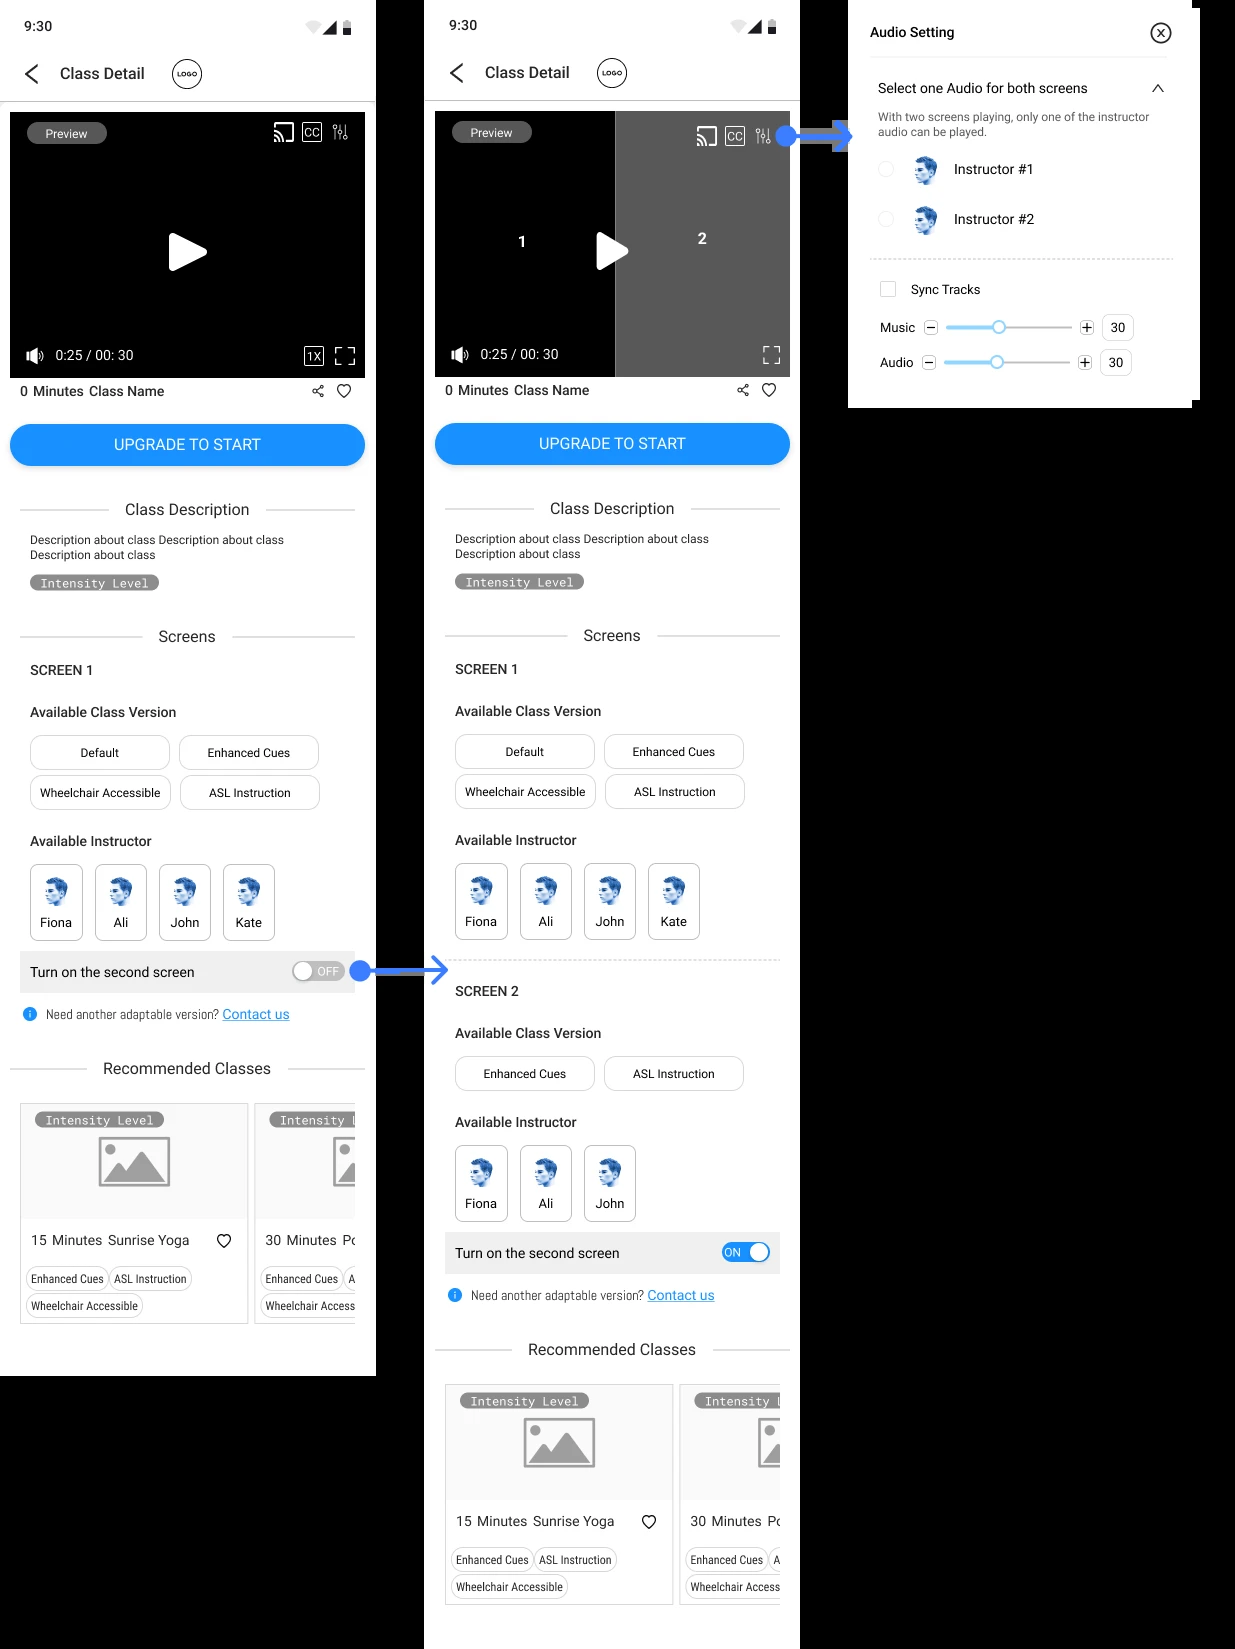 9:30
Class Detail
LOGO
Preview
CC
0:25 / 00: 30
1X
0 Minutes Class Name
UPGRADE TO START
Class Description
Description about class Description about class
Description about class
Intensity Level
Screens
SCREEN 1
Available Class Version
Default
Enhanced Cues
Wheelchair Accessible
ASL Instruction
Available Instructor
Fiona
Ali
John
Kate
Turn on the second screen
OFF
Need another adaptable version? Contact us
Recommended Classes
Intensity Level
Intensity L
15 Minutes Sunrise Yoga
30 Minutes Po
Enhanced Cues
ASL Instruction
Enhanced Cues
A
Wheelchair Accessible
Wheelchair Access
9:30
Class Detail
LOGO
Preview
CC
1
2
0:25 / 00: 30
0 Minutes Class Name
UPGRADE TO START
Class Description
Description about class Description about class
Description about class
Intensity Level
Screens
SCREEN 1
Available Class Version
Default
Enhanced Cues
Wheelchair Accessible
ASL Instruction
Available Instructor
Fiona
Ali
John
Kate
SCREEN 2
Available Class Version
Enhanced Cues
ASL Instruction
Available Instructor
Fiona
Ali
John
Turn on the second screen
ON
Need another adaptable version? Contact us
Recommended Classes
Intensity Level
Intensity L
15 Minutes Sunrise Yoga
30 Minutes Po
Enhanced Cues
ASL Instruction
Enhanced Cues
A
Wheelchair Accessible
Wheelchair Access
Audio Setting
Select one Audio for both screens
With two screens playing, only one of the instructor
audio can be played.
Instructor #1
Instructor #2
Sync Tracks
Music
30
Audio
30